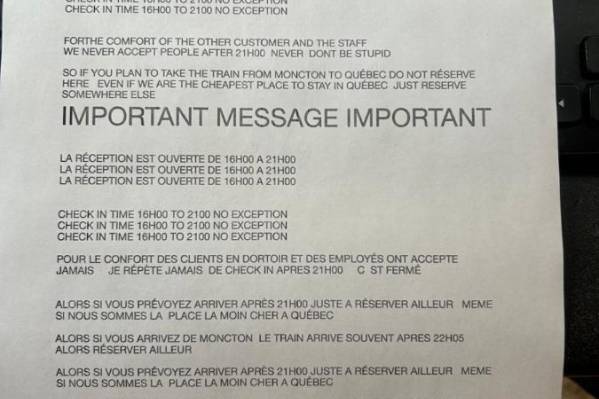 CHECK IN TIME 16H00 TO 2100 NO EXCEPTION
CHECK IN TIME 16H00 TO 2100 NO EXCEPTION
FORTHE COMFORT OF THE OTHER CUSTOMER AND THE STAFF
WE NEVER ACCEPT PEOPLE AFTER 21H00 NEVER DONT BE STUPID
SO IF YOU PLAN TO TAKE THE TRAIN FROM MONCTON TO QUÉBEC DO NOT RÉSERVE
HERE EVEN IF WE ARE THE CHEAPEST PLACE TO STAY IN QUÉBEC JUST RESERVE
SOMEWHERE ELSE
IMPORTANT MESSAGE IMPORTANT
LA RÉCEPTION EST OUVERTE DE 16H00 A 21H00
LA RÉCEPTION EST OUVERTE DE 16H00 A 21H00
LA RÉCEPTION EST OUVERTE DE 16H00 A 21H00
CHECK IN TIME 16H00 TO 2100 NO EXCEPTION
CHECK IN TIME 16H00 TO 2100 NO EXCEPTION
CHECK IN TIME 16H00 TO 2100 NO EXCEPTION
POUR LE CONFORT DES CLIENTS EN DORTOIR ET DES EMPLOYÉS ONT ACCEPTE
JAMAIS JE RÉPÈTE JAMAIS DE CHECK IN APRES 21H00 C ST FERMÉ
ALORS SI VOUS PRÉVOYEZ ARRIVER APRÈS 21H00 JUSTE A RÉSERVER AILLEUR MEME
SI NOUS SOMMES LA PLACE LA MOIN CHER A QUÉBEC
ALORS SI VOUS ARRIVEZ DE MONCTON LE TRAIN ARRIVE SOUVENT APRES 22H05
ALORS RÉSERVER AILLEUR
ALORS SI VOUS PRÉVOYEZ ARRIVER APRÈS 21H00 JUSTE A RÉSERVER AILLEUR MEME
SI NOUS SOMMES LA PLACE LA MOIN CHER A QUÉBEC